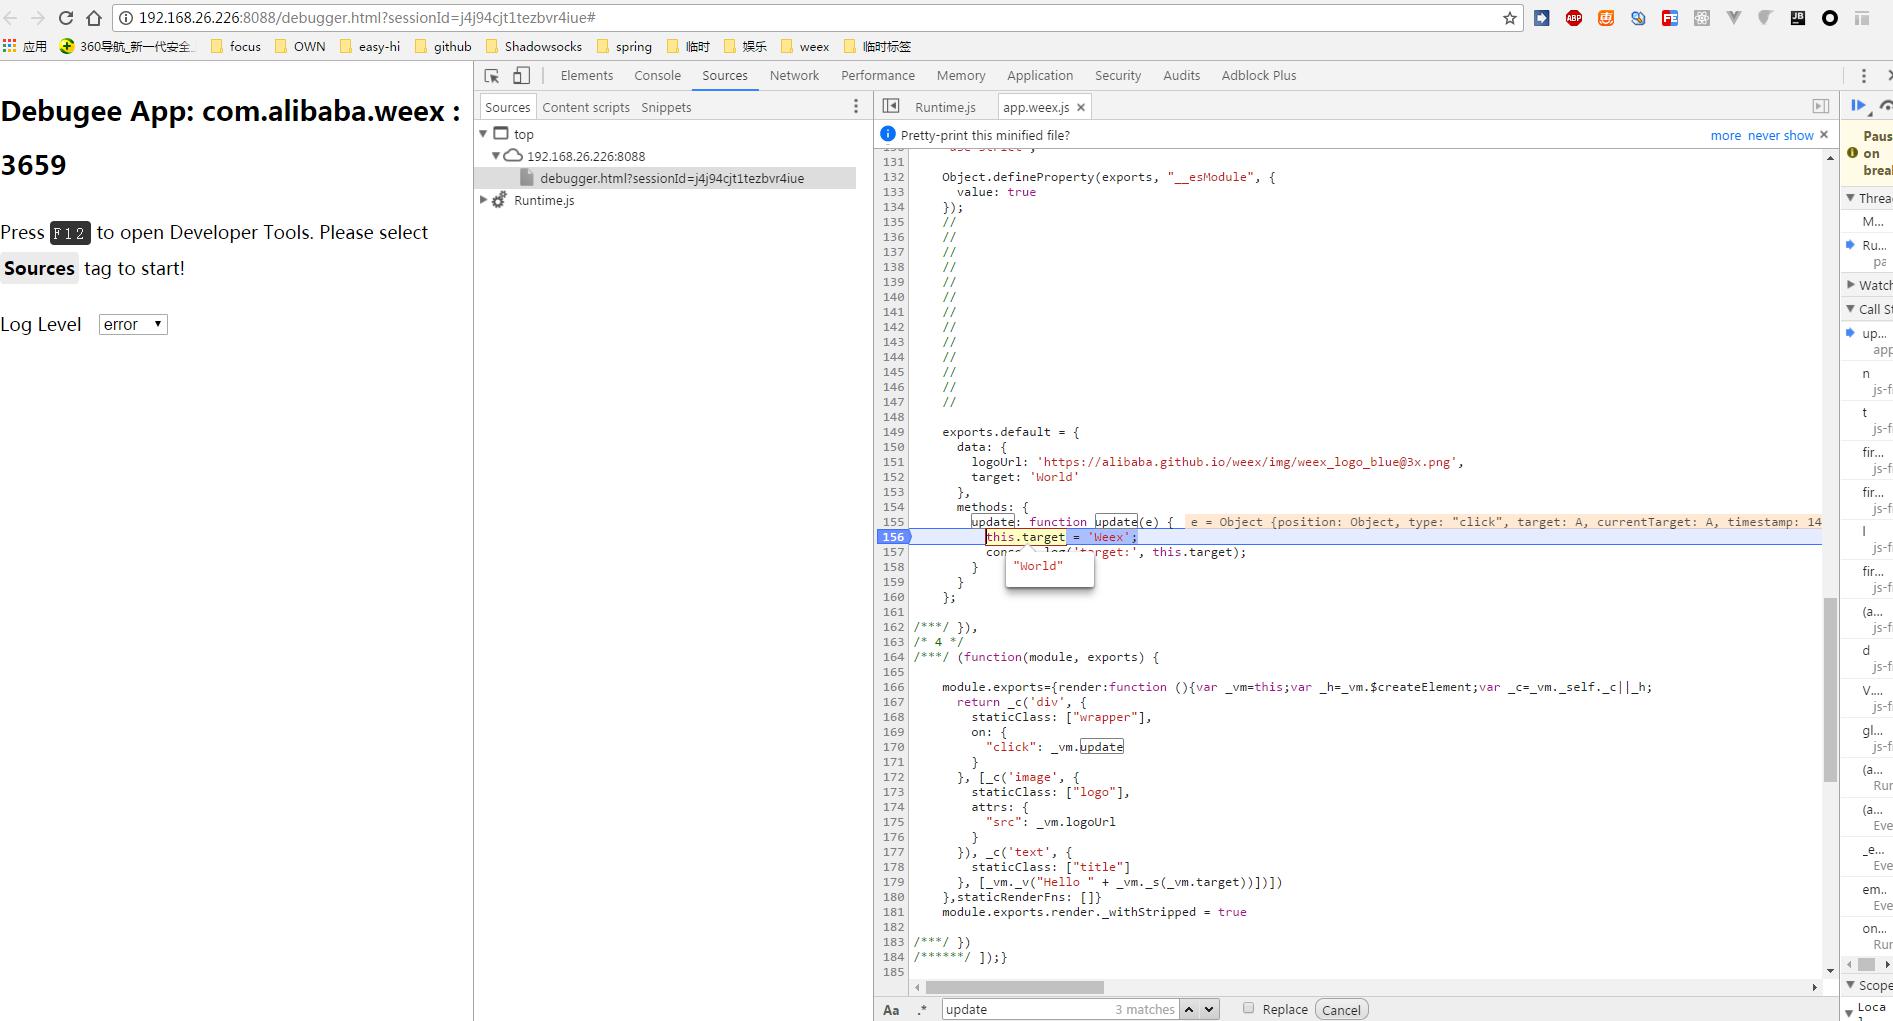 192.168.26.226:8088/debugger.html?sessionId=j4j94cjt1tezbvr4iue#
应用 360导航_新一代安全 focus OWN easy-hi github Shadowsocks spring 临时 娱乐 weex 临时标签
Debugee App: com.alibaba.weex :
3659
Press F12 to open Developer Tools. Please select
Sources tag to start!
Log Level error
Elements Console Sources Network Performance Memory Application Security Audits Adblock Plus
Sources Content scripts Snippets
top
192.168.26.226:8088
debugger.html?sessionId=j4j94cjt1tezbvr4iue
Runtime.js
Runtime.js app.weex.js
Pretty-print this minified file? more never show
131
132 Object.defineProperty(exports, "__esModule", {
133 value: true
134 });
135 //
136 //
137 //
138 //
139 //
140 //
141 //
142 //
143 //
144 //
145 //
146 //
147 //
148
149 exports.default = {
150 data: {
151 logoUrl: 'https://alibaba.github.io/weex/img/weex_logo_blue@3x.png',
152 target: 'World'
153 },
154 methods: {
155 update: function update(e) { e = Object {position: Object, type: "click", target: A, currentTarget: A, timestamp: 14
156 this.target = 'Weex';
157 target:', this.target);
"World"
158 }
159 }
160 };
161
162 /***/ }),
163 /* 4 */
164 /***/ (function(module, exports) {
165
166 module.exports={render:function (){var _vm=this;var _h=_vm.$createElement;var _c=_vm._self._c||_h;
167 return _c('div', {
168 staticClass: ["wrapper"],
169 on: {
170 "click": _vm.update
171 }
172 }, [_c('image', {
173 staticClass: ["logo"],
174 attrs: {
175 "src": _vm.logoUrl
176 }
177 }), _c('text', {
178 staticClass: ["title"]
179 }, [_vm._v("Hello " + _vm._s(_vm.target))])])
180 },staticRenderFns: []}
181 module.exports.render._withStripped = true
182
183 /***/ })
184 /******/ ]);}
185
Aa .* update 3 matches Replace Cancel
Paus
on
breal
Threa
M...
Ru...
pa
Watch
Call St
up...
app
n
js-f
t
js-f
fir...
js-f
fir...
js-f
l
js-f
fir...
js-f
(a...
js-f
d
js-f
V....
js-f
gl...
js-f
(a...
Rur
(a...
Eve
_e...
Eve
em..
Eve
on...
Rur
Scope
Loca
l